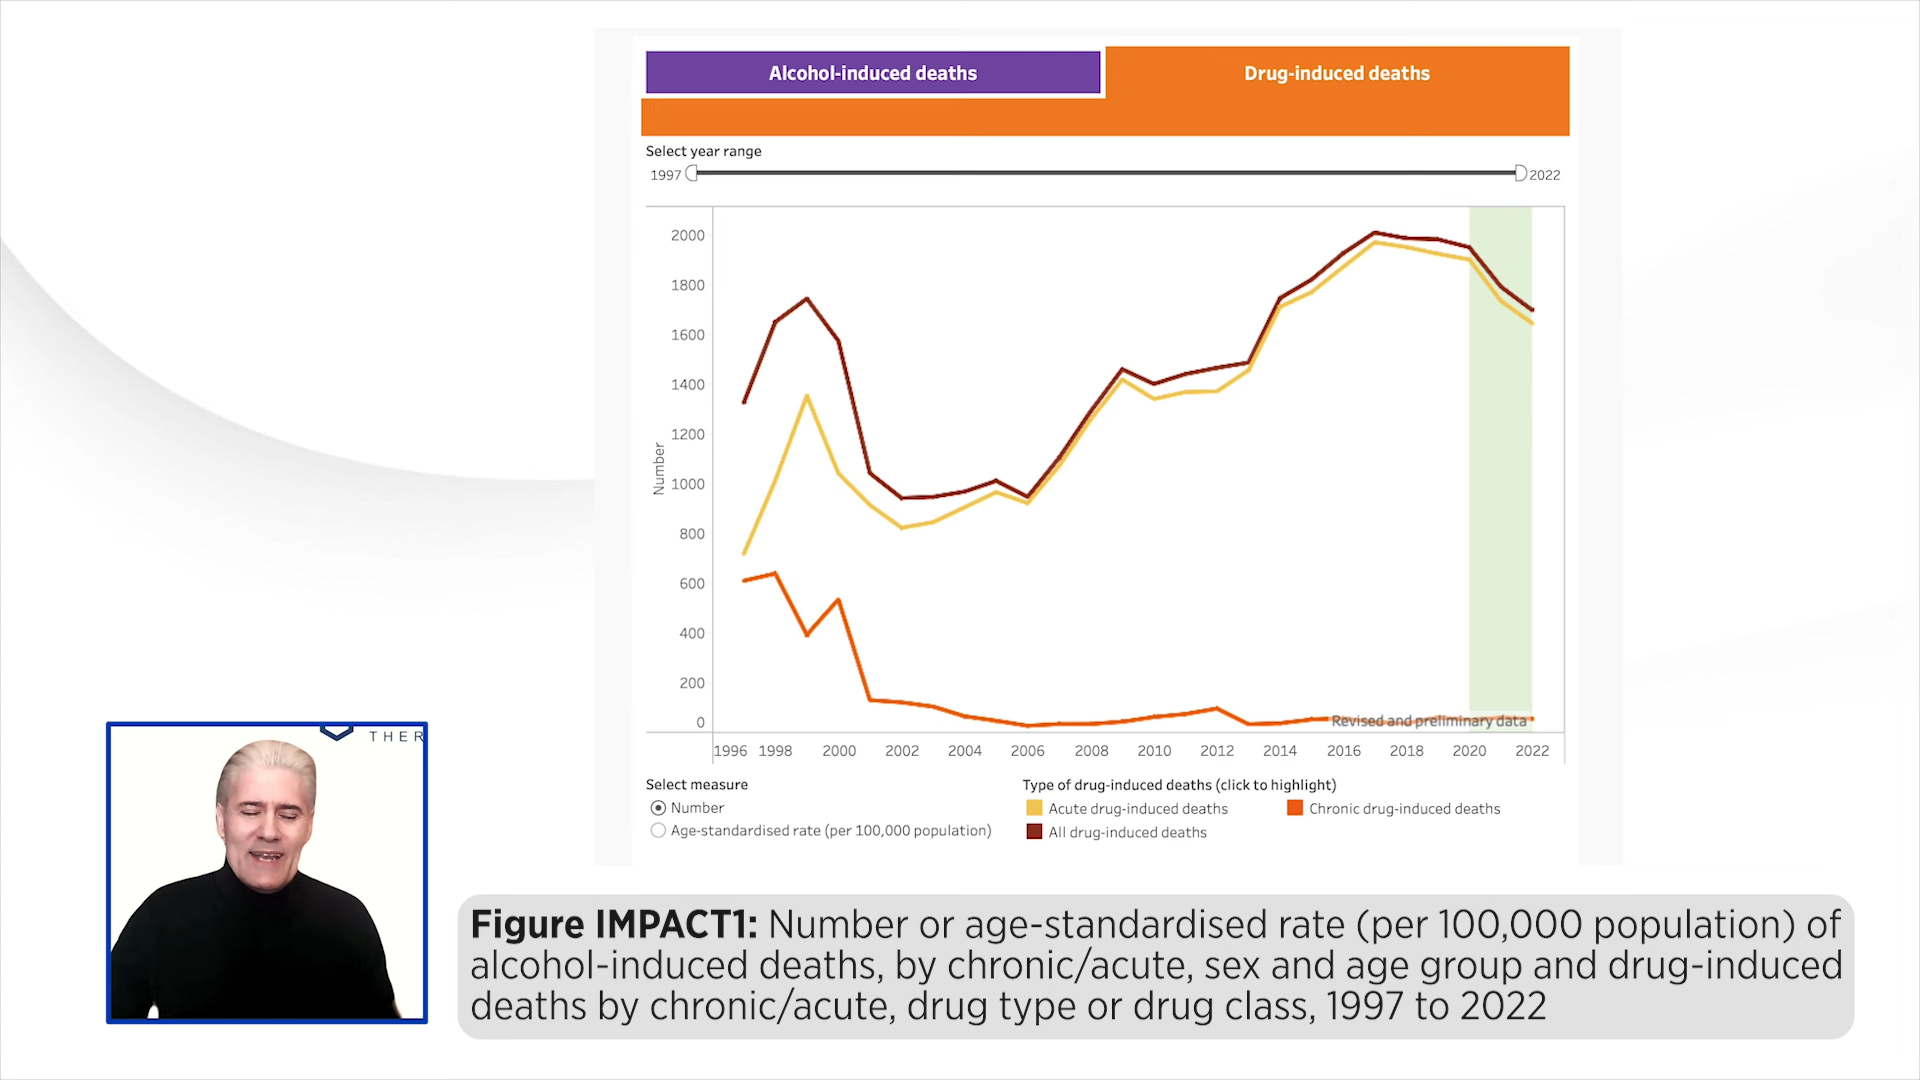 Alcohol-induced deaths
Drug-induced deaths
Select year range
1997
2022
2000
1800
1600
1400
1200
1000
800
600
400
200
0
Number
Revised and preliminary data
1996 1998 2000 2002 2004 2006 2008 2010 2012 2014 2016 2018 2020 2022
Select measure
Number
Age-standardised rate (per 100,000 population)
Type of drug-induced deaths (click to highlight)
Acute drug-induced deaths
Chronic drug-induced deaths
All drug-induced deaths
THER
Figure IMPACT1: Number or age-standardised rate (per 100,000 population) of
alcohol-induced deaths, by chronic/acute, sex and age group and drug-induced
deaths by chronic/acute, drug type or drug class, 1997 to 2022